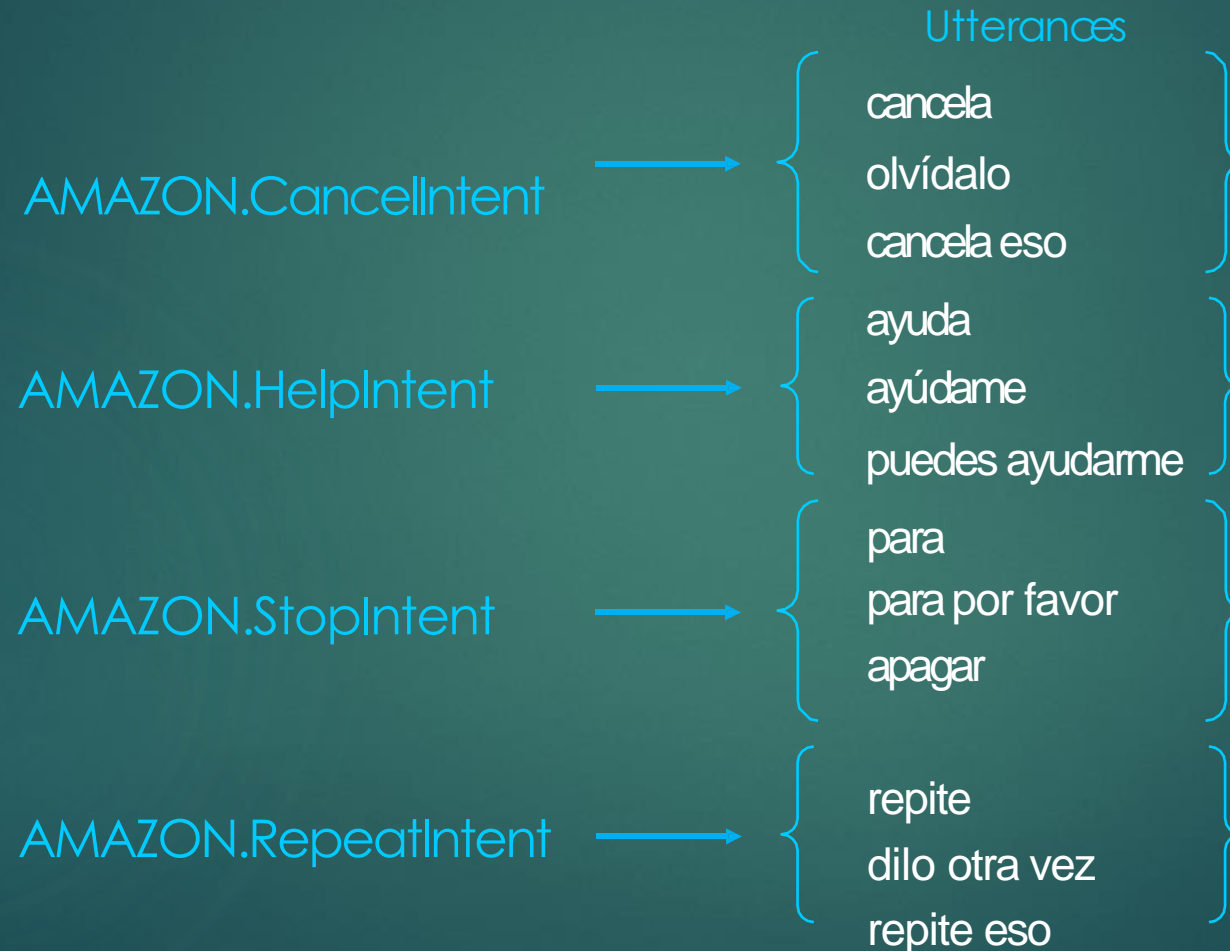 Utterances
AMAZON.CancelIntent
cancela
olvídalo
cancela eso
AMAZON.HelpIntent
ayuda
ayúdame
puedes ayudarme
AMAZON.StopIntent
para
para por favor
apagar
AMAZON.RepeatIntent
repite
dilo otra vez
repite eso